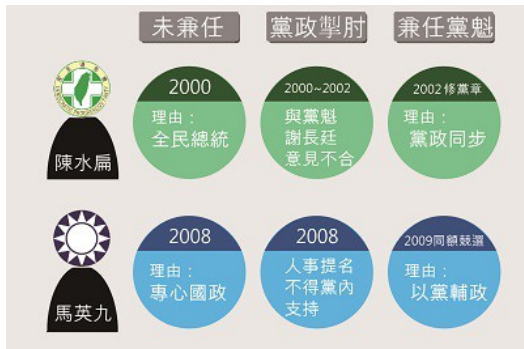 未兼任
黨政掣肘
兼任黨魁
陳水扁
2000
理由：
全民總統
2000~2002
與黨魁
謝長廷
意見不合
2002修黨章
理由：
黨政同步
馬英九
2008
理由：
專心國政
2008
人事提名
不得黨內
支持
2009同額競選
理由：
以黨輔政